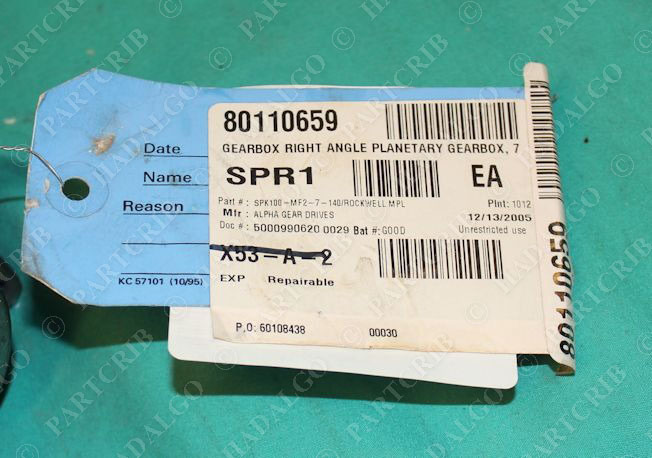 Date
Name
Reason
KC 57101 (10/95)
80110659
GEARBOX RIGHT ANGLE PLANETARY GEARBOX, 7
SPR1 EA
Part # : SPK100-MF2-7-140/ROCKWELL MPL Plnt: 1012
Mfr : ALPHA GEAR DRIVES 12/13/2005
Doc # : 5000990620 0029 Bat #:GOOD Unrestricted use
X53-A-2
EXP Repairable
P.O: 60108438 00030
80110659
© PARTCRIB
HADALGO